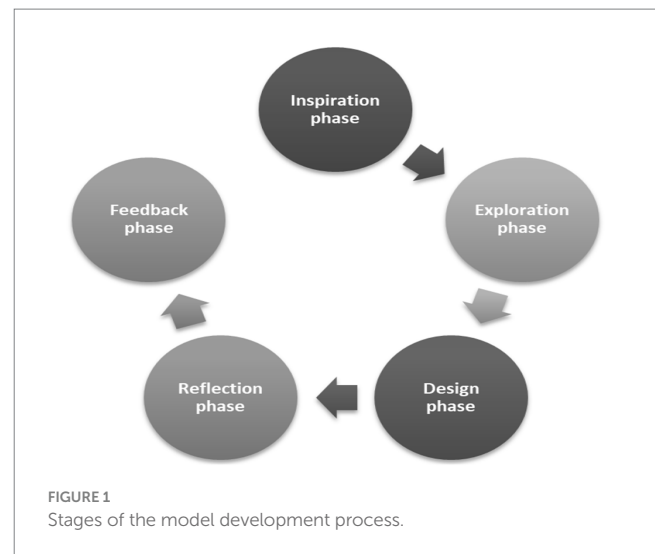 Inspiration
phase
Exploration
phase
Design
phase
Reflection
phase
Feedback
phase
FIGURE 1
Stages of the model development process.